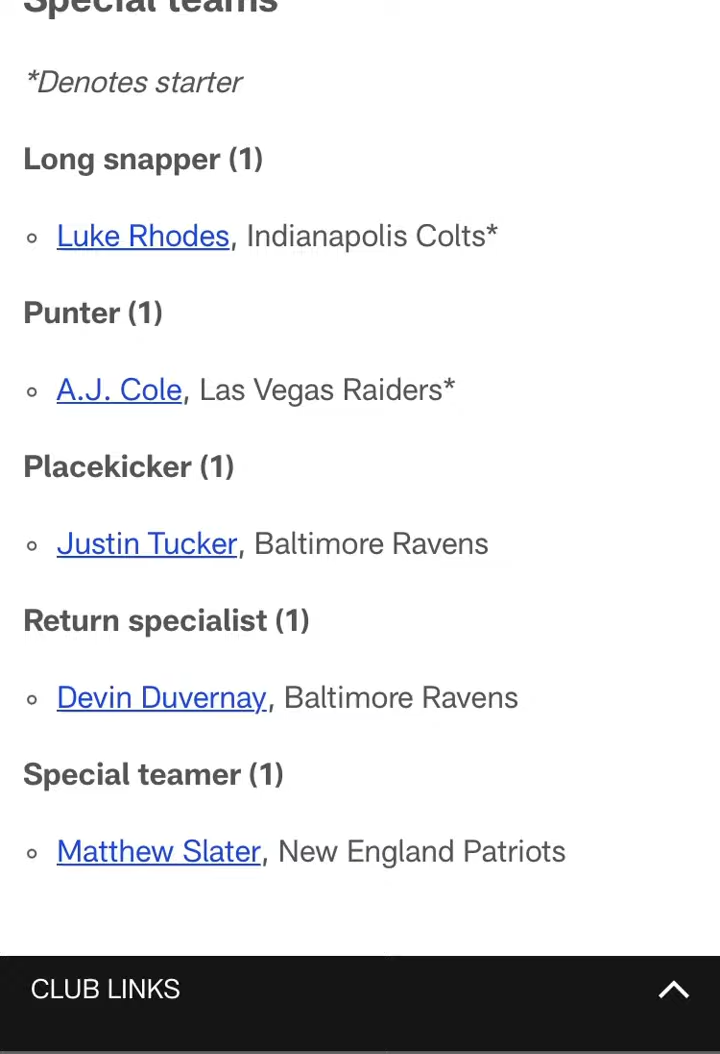 Special teams
*Denotes starter
Long snapper (1)
Luke Rhodes, Indianapolis Colts*
Punter (1)
A.J. Cole, Las Vegas Raiders*
Placekicker (1)
Justin Tucker, Baltimore Ravens
Return specialist (1)
Devin Duvernay, Baltimore Ravens
Special teamer (1)
Matthew Slater, New England Patriots
CLUB LINKS